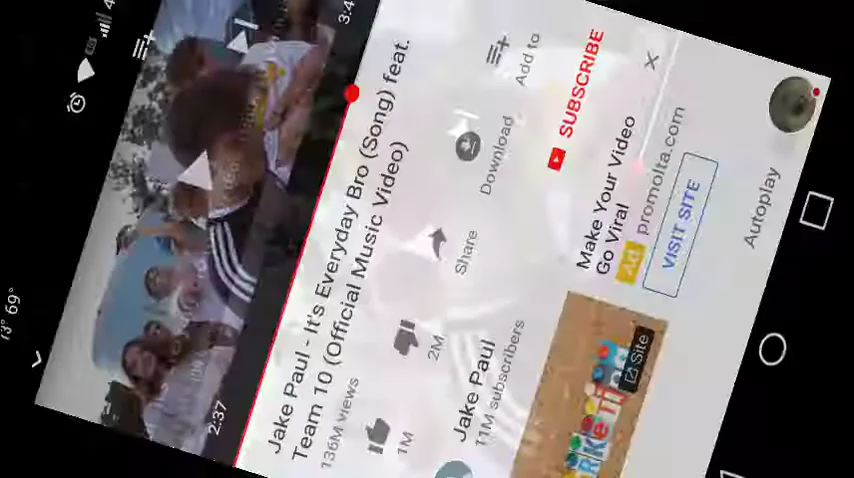 73° 69°
2:37
3:4
Jake Paul - It's Everyday Bro (Song) feat.
Team 10 (Official Music Video)
136M views
1M
2M
Share
Download
Add to
Jake Paul
11M subscribers
SUBSCRIBE
Make Your Video
Go Viral
Ad promolta.com
VISIT SITE
Site
Autoplay